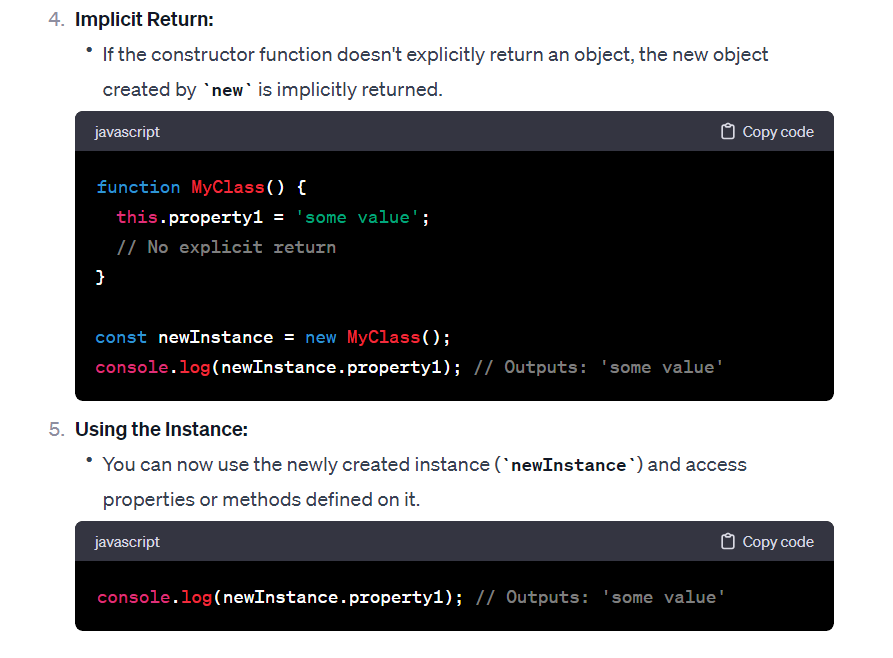 4. Implicit Return:
• If the constructor function doesn't explicitly return an object, the new object
created by `new` is implicitly returned.
javascript Copy code
function MyClass() {
  this.property1 = 'some value';
  // No explicit return
}
const newInstance = new MyClass();
console.log(newInstance.property1); // Outputs: 'some value'
5. Using the Instance:
• You can now use the newly created instance (`newInstance`) and access
properties or methods defined on it.
javascript Copy code
console.log(newInstance.property1); // Outputs: 'some value'